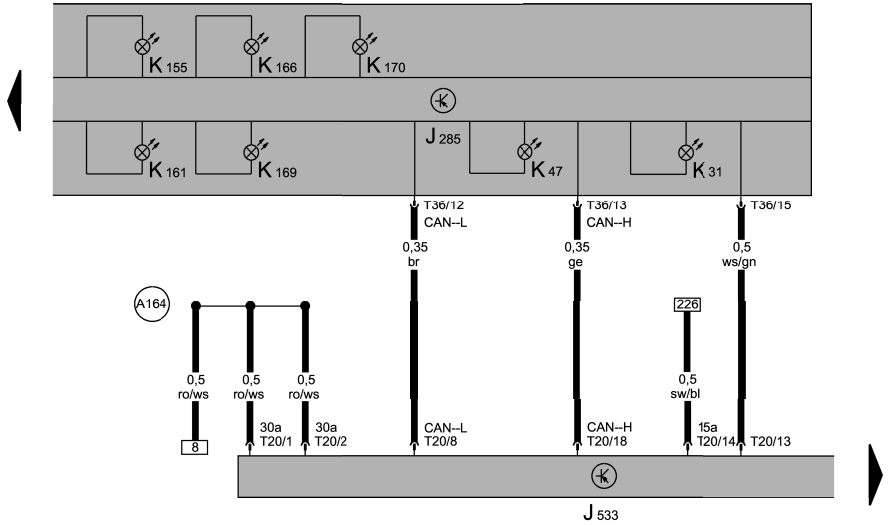 K 155
K 166
K 170
J 285
K 161
K 169
K 47
K 31
T36/12
T36/13
T36/15
CAN--L
CAN--H
0,35
0,35
0,5
br
ge
ws/gn
A164
226
0,5
0,5
0,5
0,5
ro/ws
ro/ws
ro/ws
sw/bl
30a
30a
CAN--L
CAN--H
15a
8
T20/1
T20/2
T20/8
T20/18
T20/14
T20/13
J 533